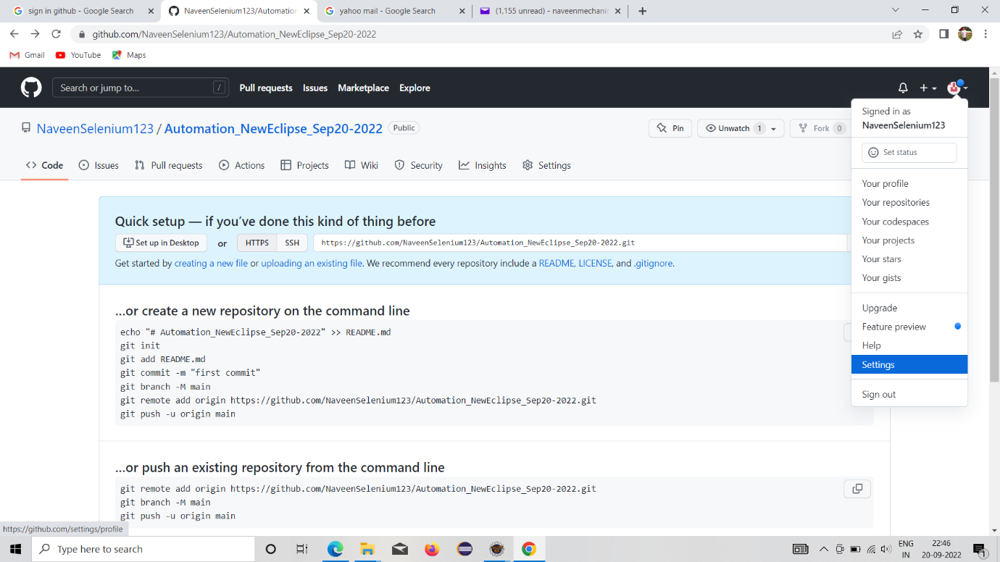 sign in github - Google Search
NaveenSelenium123/Automation
yahoo mail - Google Search
(1,155 unread) - naveenmechani
github.com/NaveenSelenium123/Automation_NewEclipse_Sep20-2022
Gmail YouTube Maps
Search or jump to... /
Pull requests Issues Marketplace Explore
NaveenSelenium123 / Automation_NewEclipse_Sep20-2022 Public
Pin Unwatch 1 Fork 0
Code Issues Pull requests Actions Projects Wiki Security Insights Settings
Signed in as
NaveenSelenium123
Set status
Your profile
Your repositories
Your codespaces
Your projects
Your stars
Your gists
Upgrade
Feature preview
Help
Settings
Sign out
Quick setup — if you’ve done this kind of thing before
Set up in Desktop or HTTPS SSH https://github.com/NaveenSelenium123/Automation_NewEclipse_Sep20-2022.git
Get started by creating a new file or uploading an existing file. We recommend every repository include a README, LICENSE, and .gitignore.
…or create a new repository on the command line
echo "# Automation_NewEclipse_Sep20-2022" >> README.md
git init
git add README.md
git commit -m "first commit"
git branch -M main
git remote add origin https://github.com/NaveenSelenium123/Automation_NewEclipse_Sep20-2022.git
git push -u origin main
…or push an existing repository from the command line
git remote add origin https://github.com/NaveenSelenium123/Automation_NewEclipse_Sep20-2022.git
git branch -M main
git push -u origin main
https://github.com/settings/profile
Type here to search
ENG
IN
22:46
20-09-2022
1